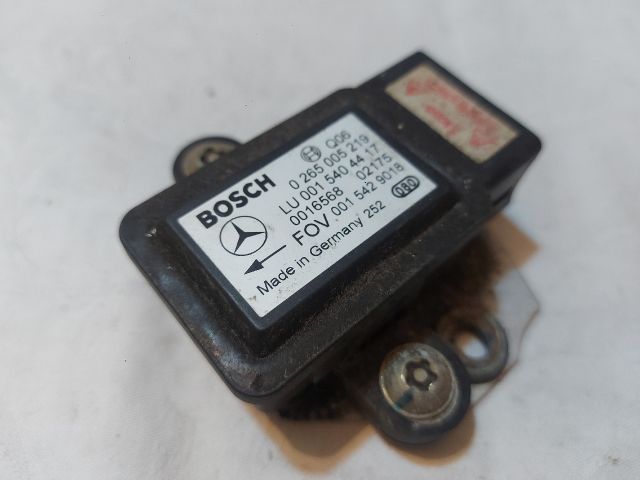 BOSCH
Q06
0 265 005 219
LU 001 540 44 17
0016568 02175
FOV 001 542 9018
Made in Germany 252